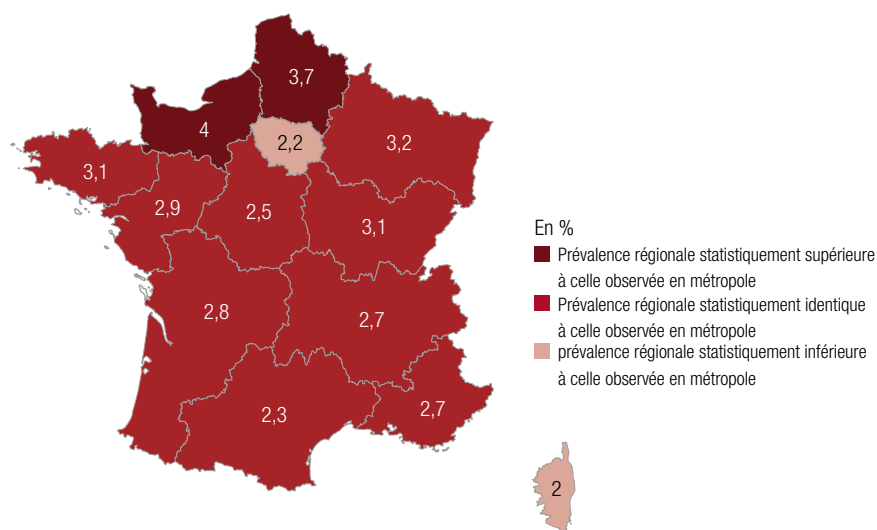 3,7
4
2,2
3,2
3,1
2,9
2,5
3,1
En %
Prévalence régionale statistiquement supérieure
à celle observée en métropole
Prévalence régionale statistiquement identique
à celle observée en métropole
prévalence régionale statistiquement inférieure
à celle observée en métropole
2,8
2,7
2,3
2,7
2